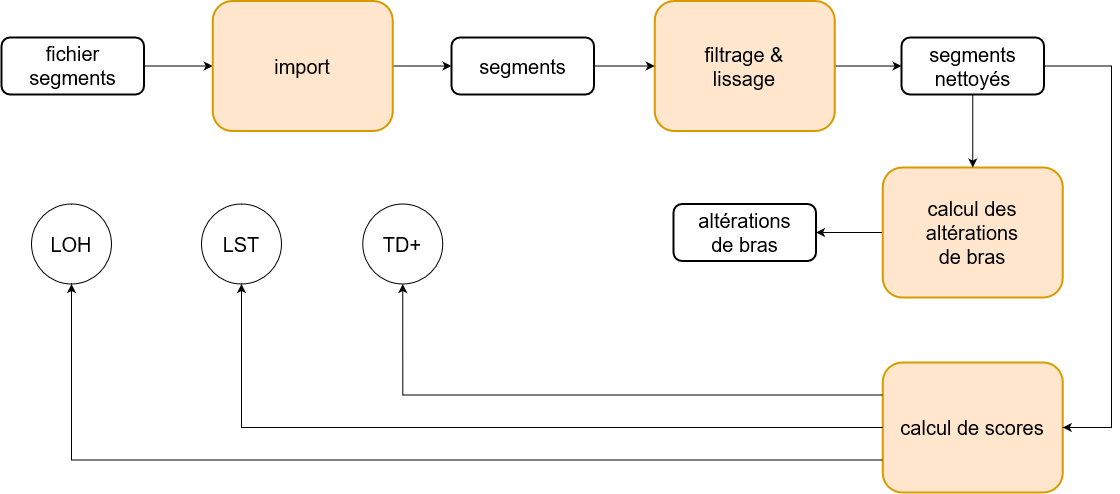 fichier
segments
import
segments
filtrage &
lissage
segments
nettoyés
LOH
LST
TD+
altérations
de bras
calcul des
altérations
de bras
calcul de scores